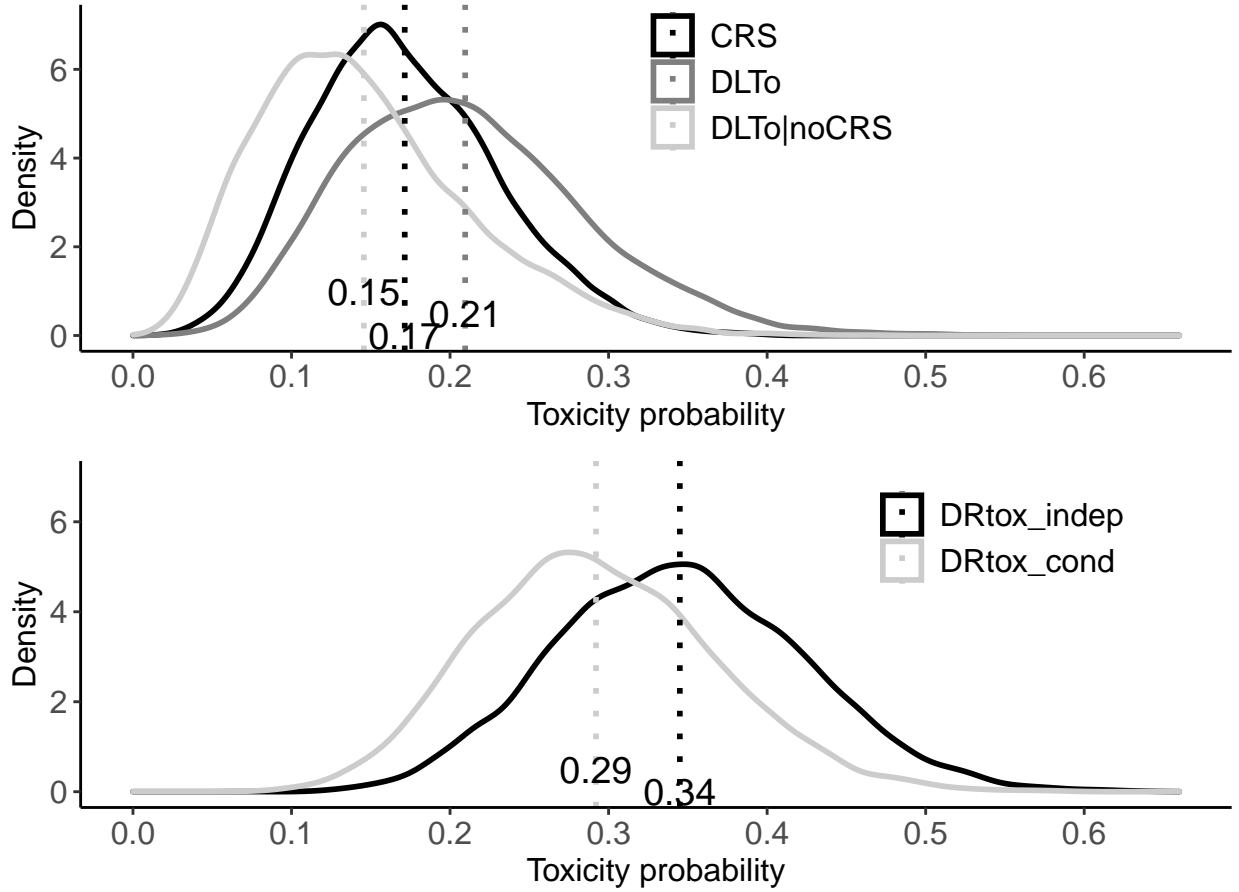 CRS
DLTo
DLTo|noCRS
Density
6
4
2
0
0.15
0.17
0.21
0.0 0.1 0.2 0.3 0.4 0.5 0.6
Toxicity probability
DRtox_indep
DRtox_cond
Density
6
4
2
0
0.29
0.34
0.0 0.1 0.2 0.3 0.4 0.5 0.6
Toxicity probability